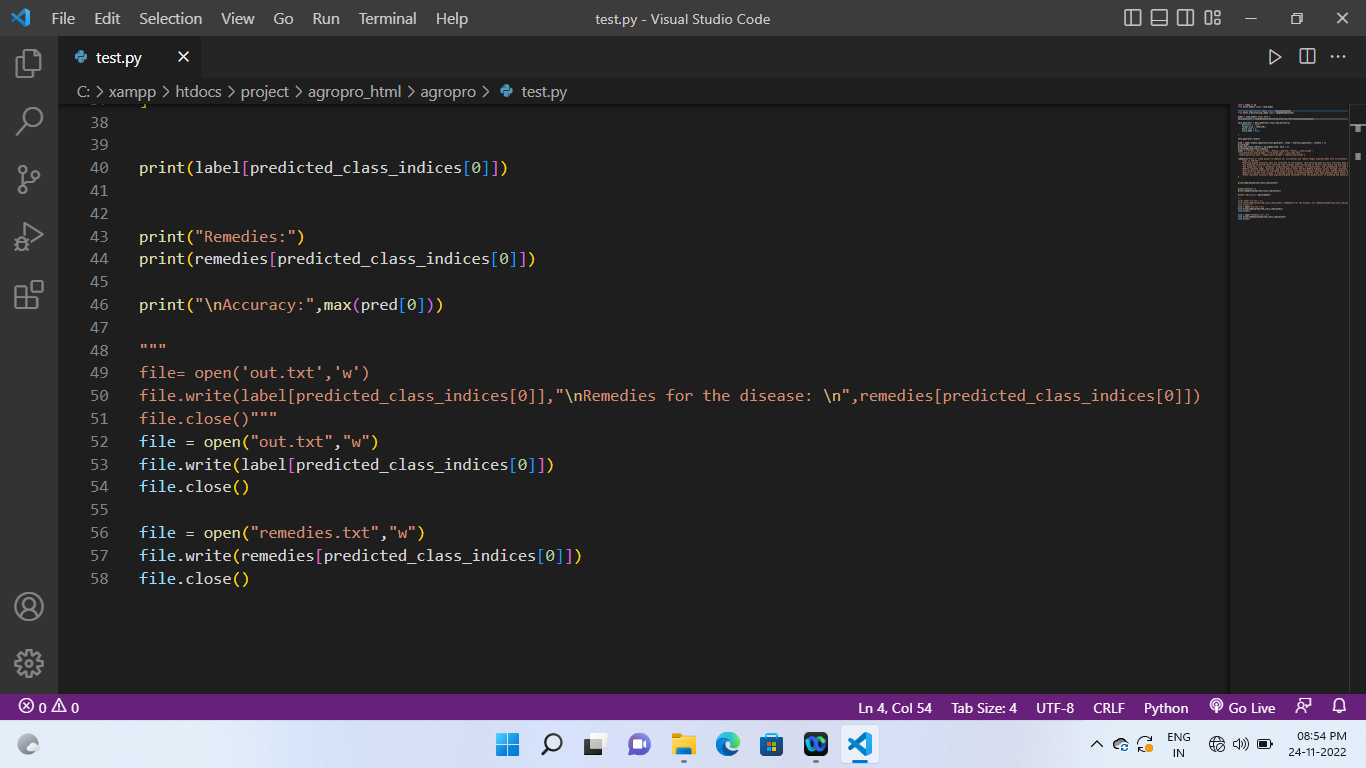 File Edit Selection View Go Run Terminal Help test.py - Visual Studio Code
test.py
C: > xampp > htdocs > project > agropro_html > agropro > test.py
38
39
40 print(label[predicted_class_indices[0]])
41
42
43 print("Remedies:")
44 print(remedies[predicted_class_indices[0]])
45
46 print("\nAccuracy:",max(pred[0]))
47
48 """
49 file= open('out.txt','w')
50 file.write(label[predicted_class_indices[0]],"\nRemedies for the disease: \n",remedies[predicted_class_indices[0]])
51 file.close()"""
52 file = open("out.txt","w")
53 file.write(label[predicted_class_indices[0]])
54 file.close()
55
56 file = open("remedies.txt","w")
57 file.write(remedies[predicted_class_indices[0]])
58 file.close()
0 0 Ln 4, Col 54 Tab Size: 4 UTF-8 CRLF Python Go Live
ENG 08:54 PM
IN 24-11-2022